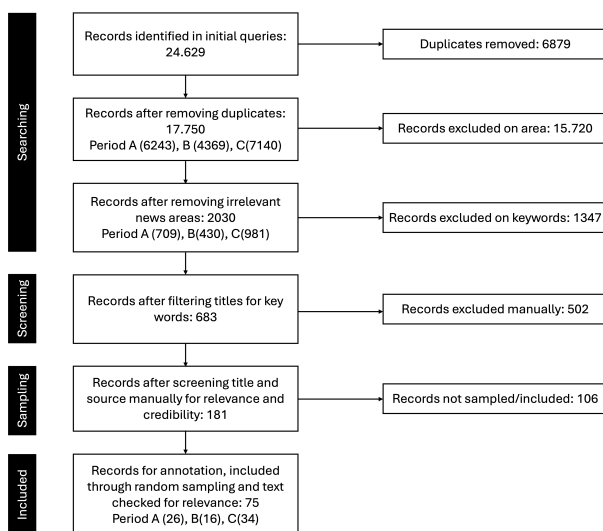 Searching
Records identified in initial queries:
24.629
Duplicates removed: 6879
Records after removing duplicates:
17.750
Period A (6243), B (4369), C(7140)
Records excluded on area: 15.720
Records after removing irrelevant
news areas: 2030
Period A (709), B(430), C(981)
Records excluded on keywords: 1347
Screening
Records after filtering titles for key
words: 683
Records excluded manually: 502
Sampling
Records after screening title and
source manually for relevance and
credibility: 181
Records not sampled/included: 106
Included
Records for annotation, included
through random sampling and text
checked for relevance: 75
Period A (26), B(16), C(34)